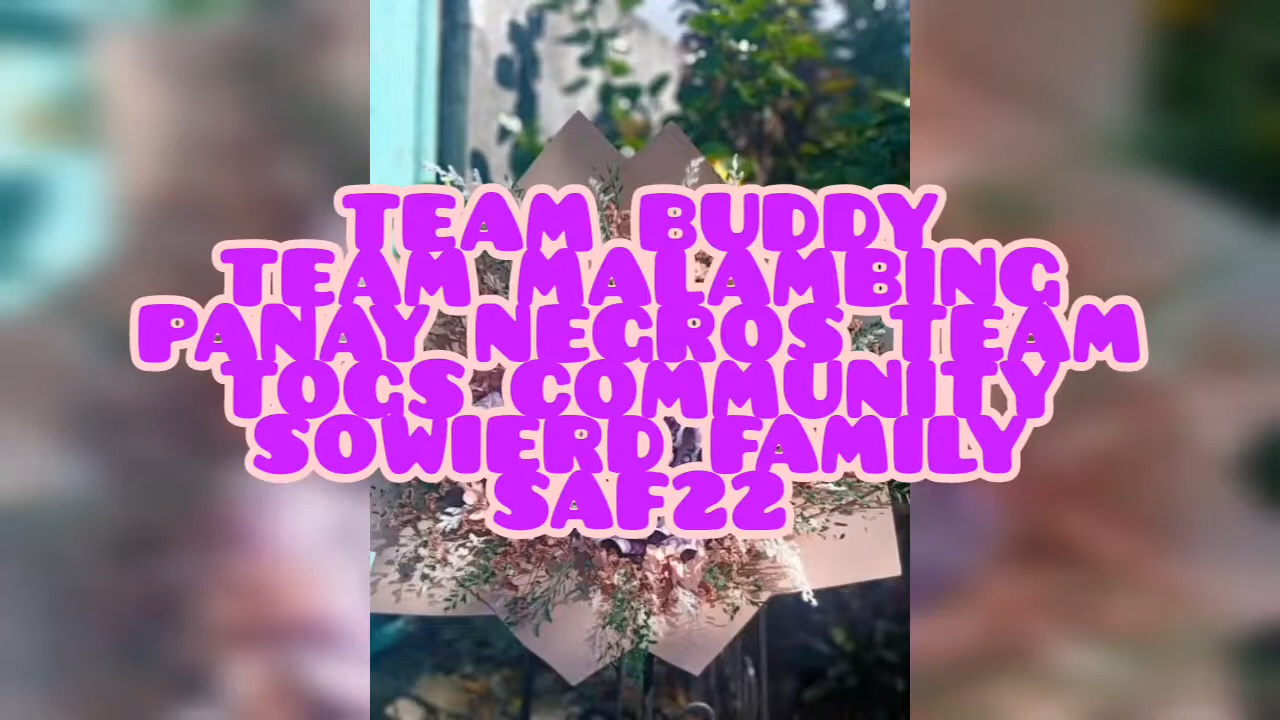 TEAM BUDDY
TEAM MALAMBING
PANAY NEGROS TEAM
TOGS COMMUNITY
SOWIERD FAMILY
SAF22